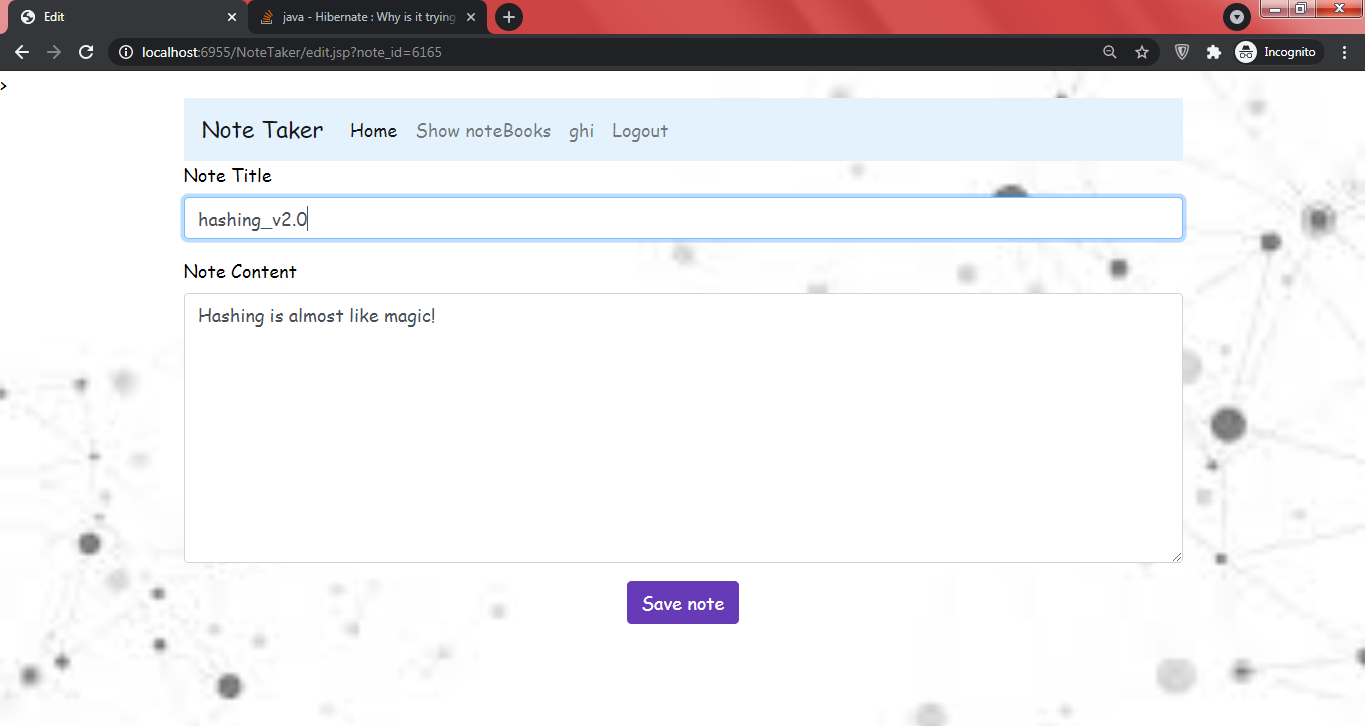 Edit
java - Hibernate : Why is it trying
localhost:6955/NoteTaker/edit.jsp?note_id=6165
Incognito
>
Note Taker Home Show noteBooks ghi Logout
Note Title
hashing_v2.0
Note Content
Hashing is almost like magic!
Save note